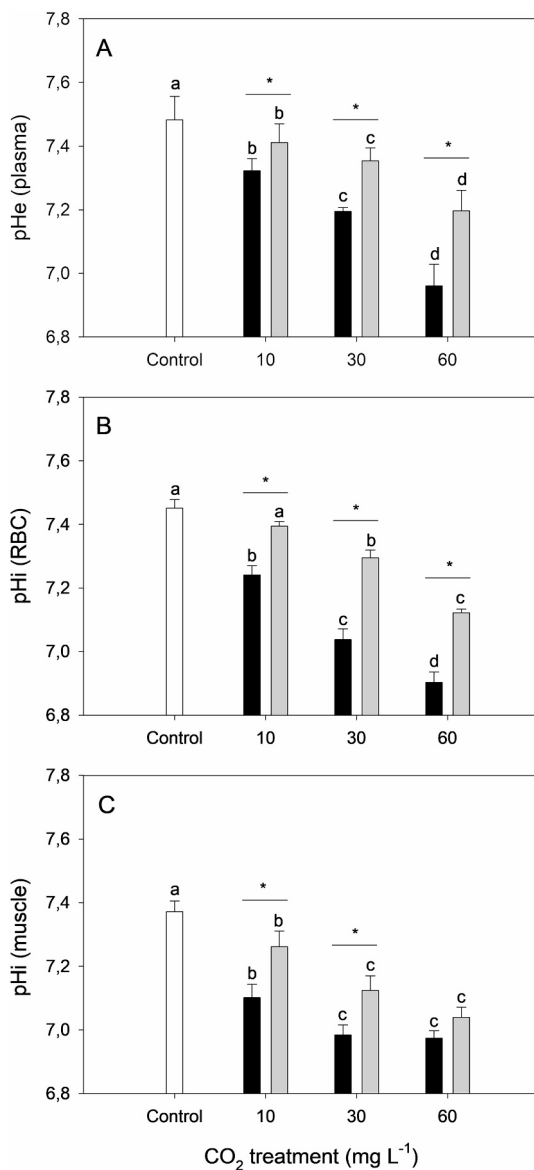 A
7,8
7,6
7,4
7,2
7,0
6,8
pHe (plasma)
a
b
b
*
c
c
*
d
d
*
Control 10 30 60
B
7,8
7,6
7,4
7,2
7,0
6,8
pHi (RBC)
a
b
a
*
c
b
*
d
c
*
Control 10 30 60
C
7,8
7,6
7,4
7,2
7,0
6,8
pHi (muscle)
a
b
b
*
c
c
*
c
c
Control 10 30 60
CO₂ treatment (mg L⁻¹)